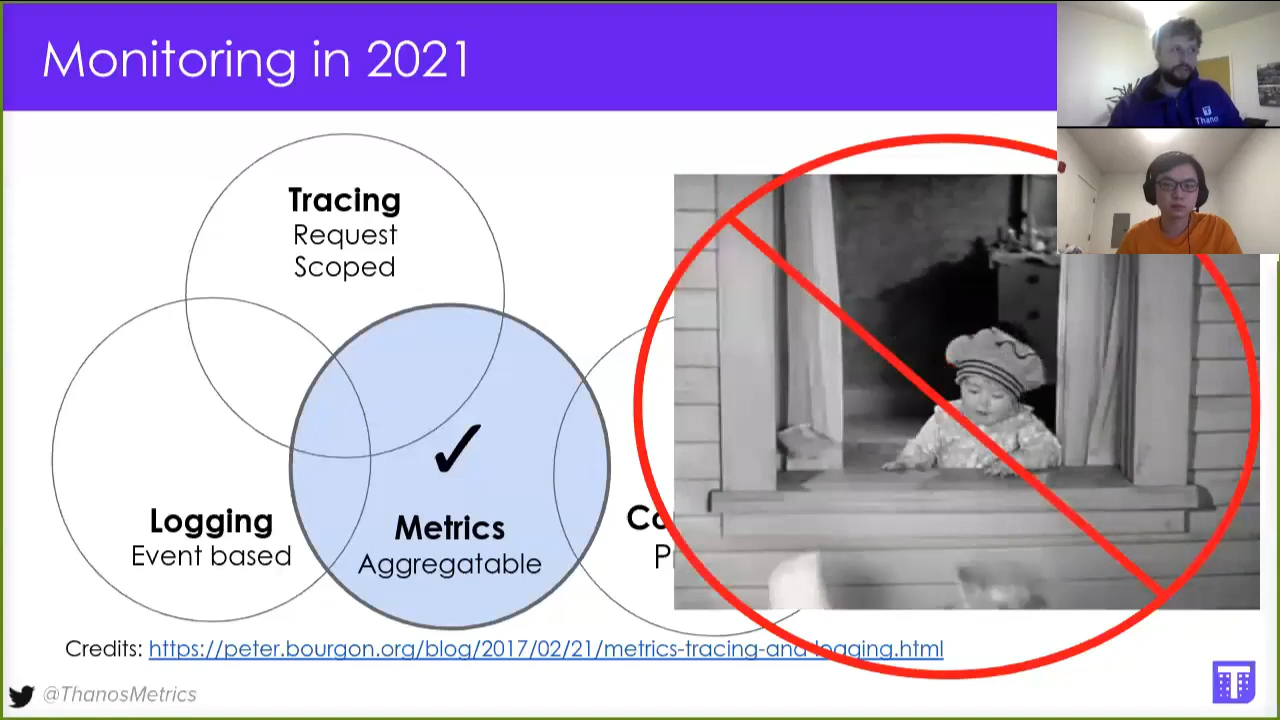 Monitoring in 2021
Tracing
Request
Scoped
Logging
Event based
Metrics
Aggregatable
Credits: https://peter.bourgon.org/blog/2017/02/21/metrics-tracing-and-logging.html
@ThanosMetrics